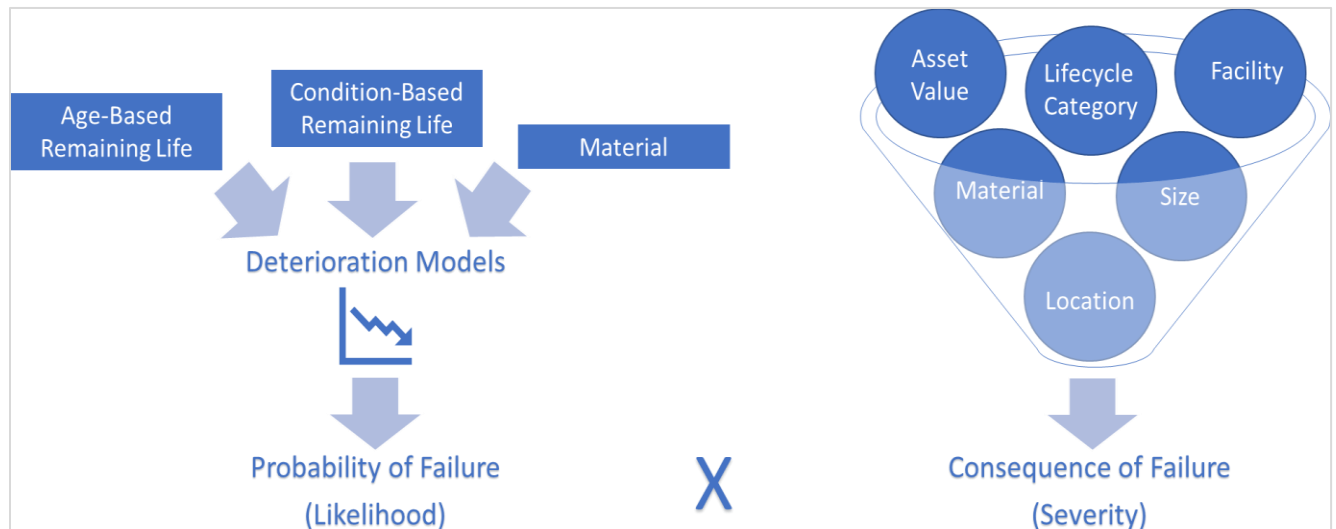 Age-Based
Remaining Life
Condition-Based
Remaining Life
Material
Deterioration Models
Probability of Failure
(Likelihood)
X
Asset
Value
Lifecycle
Category
Facility
Material
Size
Location
Consequence of Failure
(Severity)